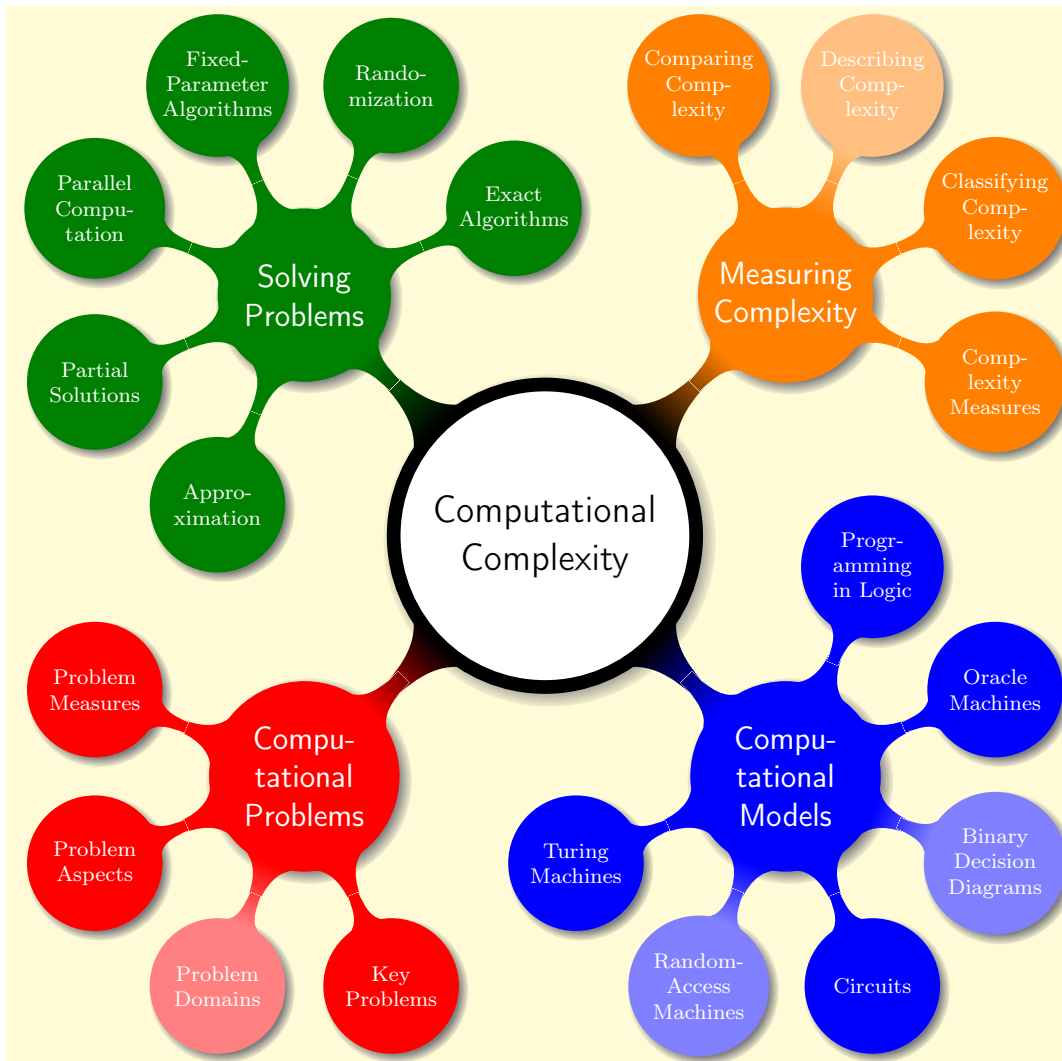 Computational
Complexity
Solving
Problems
Fixed-
Parameter
Algorithms
Rando-
mization
Exact
Algorithms
Parallel
Compu-
tation
Partial
Solutions
Appro-
ximation
Measuring
Complexity
Comparing
Comp-
lexity
Describing
Comp-
lexity
Classifying
Comp-
lexity
Comp-
lexity
Measures
Compu-
tational
Problems
Problem
Measures
Problem
Aspects
Problem
Domains
Key
Problems
Compu-
tational
Models
Progr-
amming
in Logic
Oracle
Machines
Binary
Decision
Diagrams
Turing
Machines
Random-
Access
Machines
Circuits